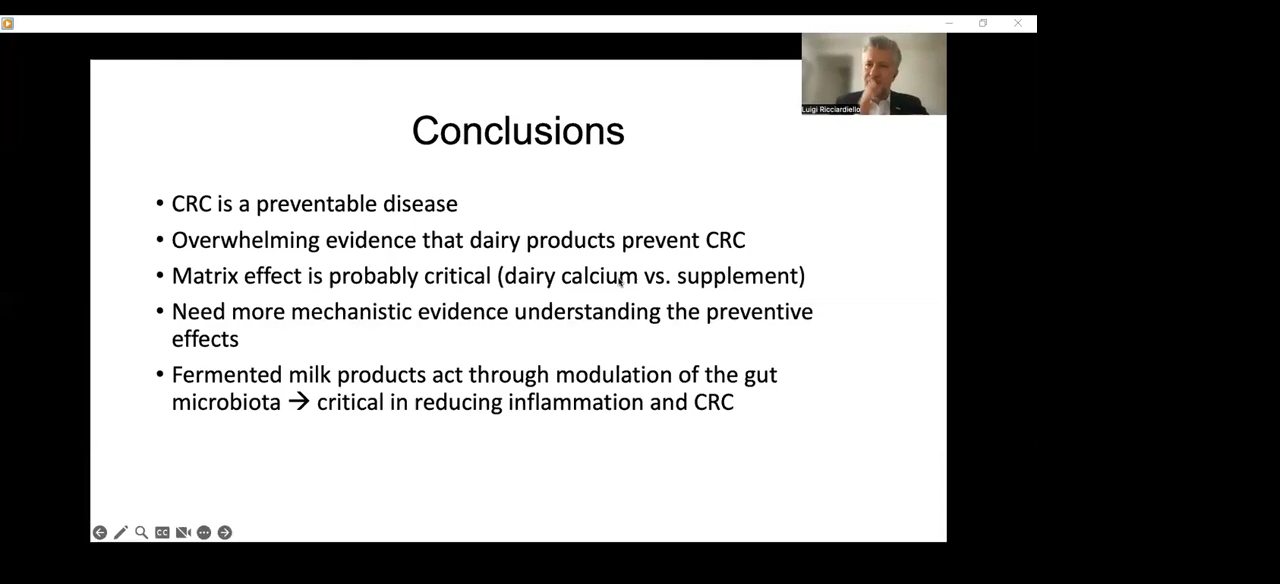 Luigi Ricciardiello
Conclusions
• CRC is a preventable disease
• Overwhelming evidence that dairy products prevent CRC
• Matrix effect is probably critical (dairy calcium vs. supplement)
• Need more mechanistic evidence understanding the preventive
effects
• Fermented milk products act through modulation of the gut
microbiota → critical in reducing inflammation and CRC
CC